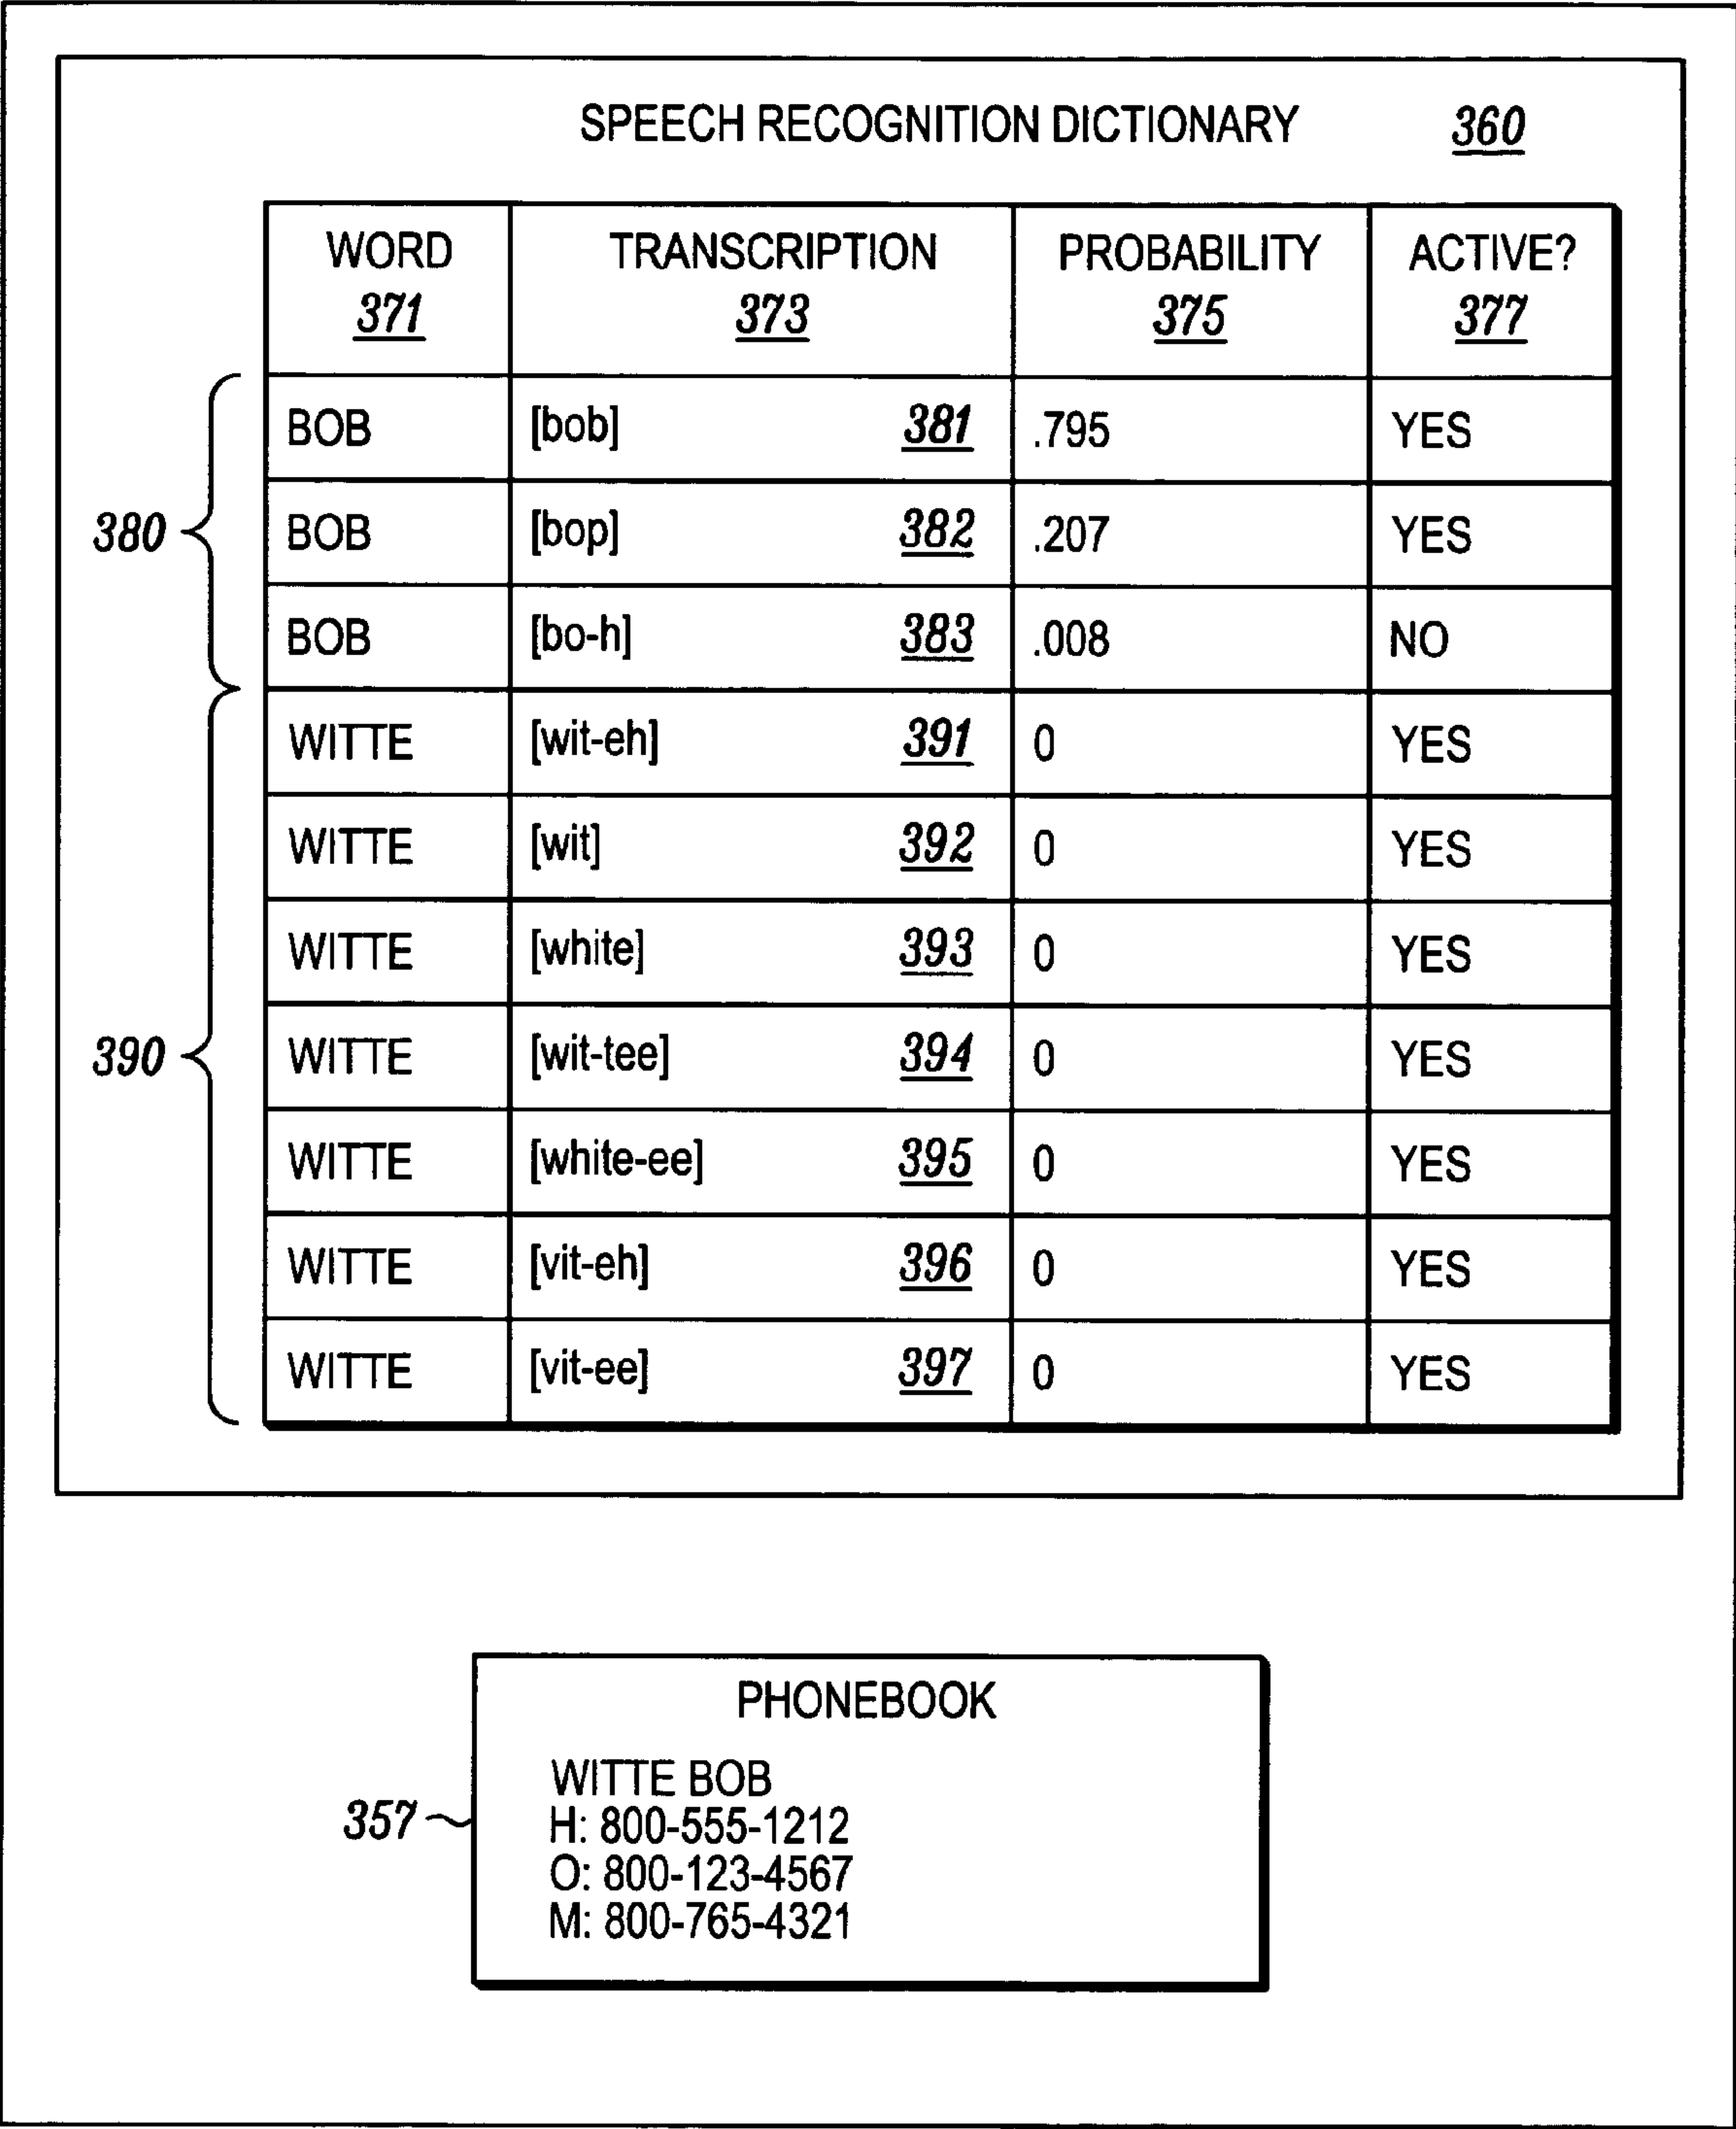 SPEECH RECOGNITION DICTIONARY 360
WORD TRANSCRIPTION PROBABILITY ACTIVE?
371 373 375 377
BOB [bob] 381 .795 YES
380 BOB [bop] 382 .207 YES
BOB [bo-h] 383 .008 NO
WITTE [wit-eh] 391 0 YES
WITTE [wit] 392 0 YES
WITTE [white] 393 0 YES
390 WITTE [wit-tee] 394 0 YES
WITTE [white-ee] 395 0 YES
WITTE [vit-eh] 396 0 YES
WITTE [vit-ee] 397 0 YES
PHONEBOOK
WITTE BOB
357 H: 800-555-1212
O: 800-123-4567
M: 800-765-4321